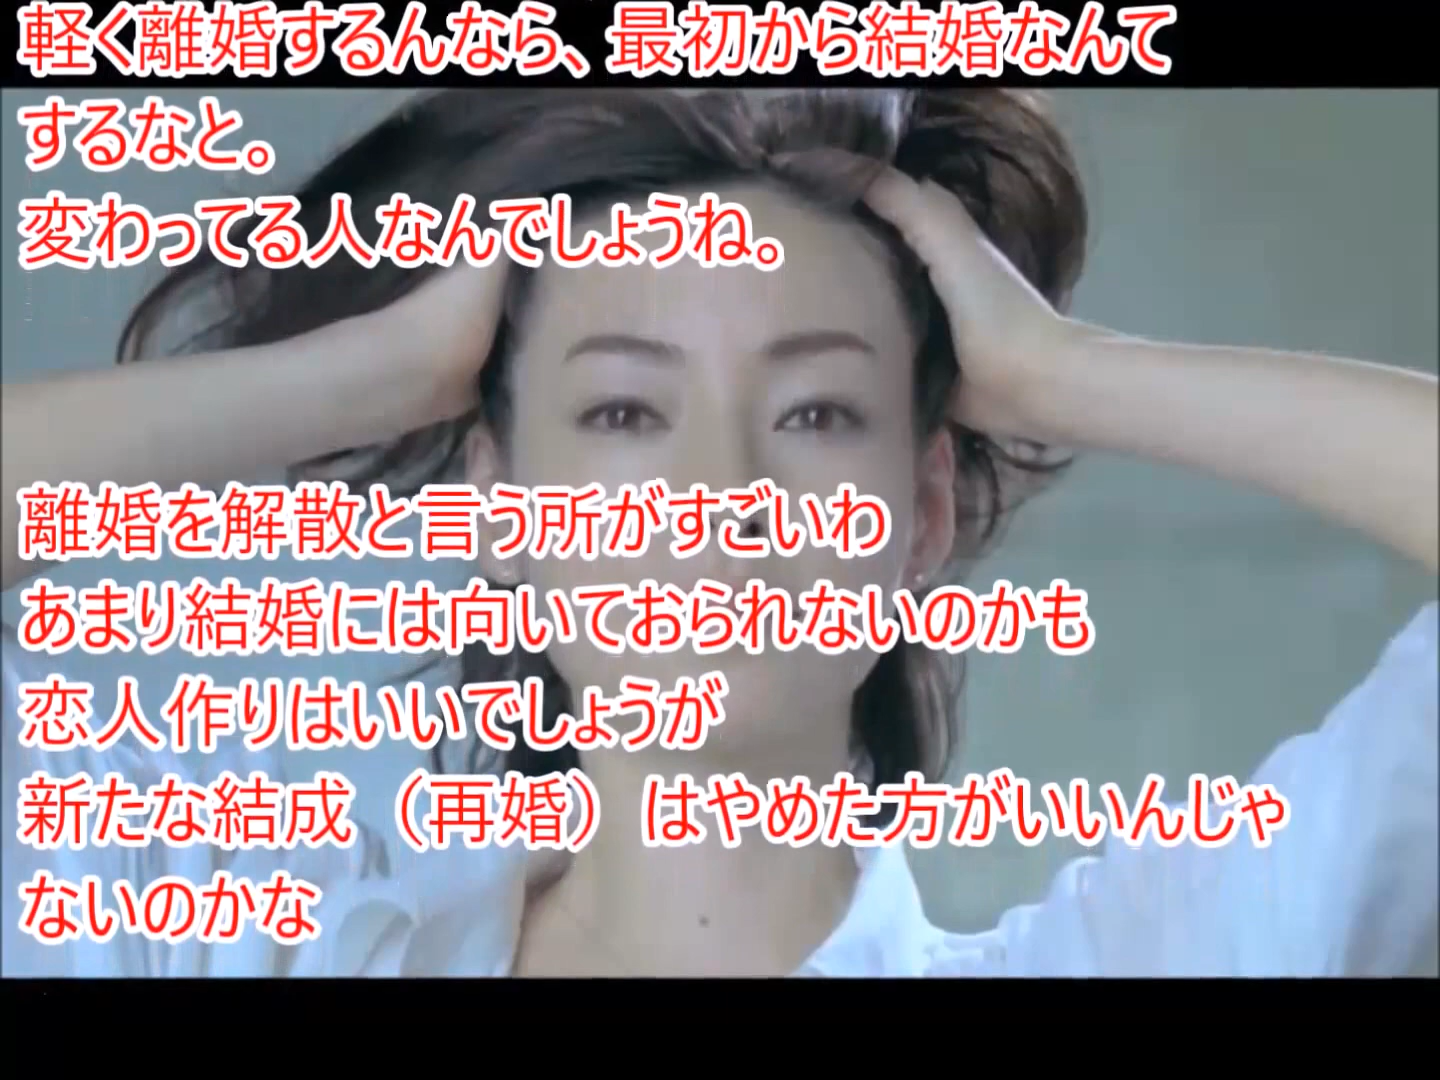 軽く離婚するんなら、最初から結婚なんて
するなと。
変わってる人なんでしょうね。
離婚を解散と言う所がすごいわ
あまり結婚には向いておられないのかも
恋人作りはいいでしょうが
新たな結成（再婚）はやめた方がいいんじゃ
ないのかな